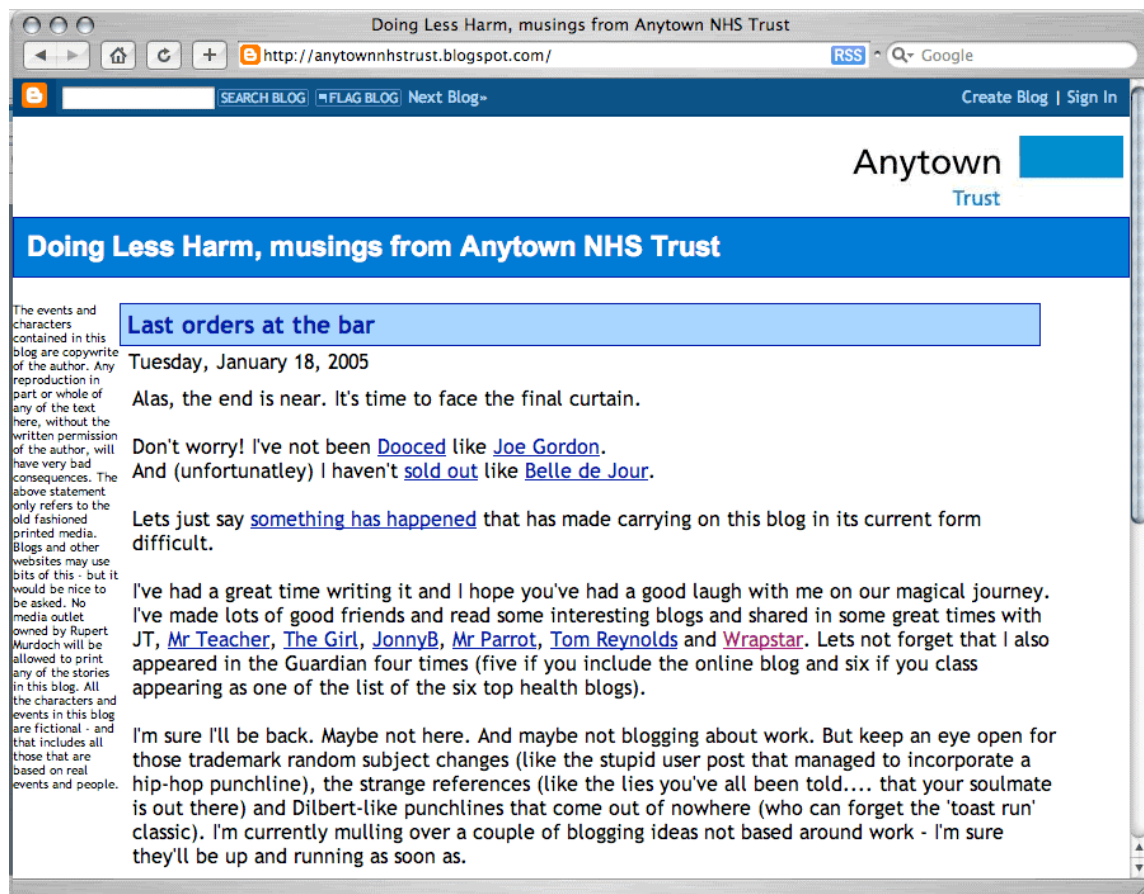 Doing Less Harm, musings from Anytown NHS Trust
http://anytownnhstrust.blogspot.com/
RSS
Google
SEARCH BLOG
FLAG BLOG
Next Blog»
Create Blog | Sign In
Anytown
Trust
Doing Less Harm, musings from Anytown NHS Trust
The events and
characters
contained in this
blog are copywrite
of the author. Any
reproduction in
part or whole of
any of the text
here, without the
written permission
of the author, will
have very bad
consequences. The
above statement
only refers to the
old fashioned
printed media.
Blogs and other
websites may use
bits of this - but it
would be nice to
be asked. No
media outlet
owned by Rupert
Murdoch will be
allowed to print
any of the stories
in this blog. All
the characters and
events in this blog
are fictional - and
that includes all
those that are
based on real
events and people.
Last orders at the bar
Tuesday, January 18, 2005
Alas, the end is near. It's time to face the final curtain.
Don't worry! I've not been Dooced like Joe Gordon.
And (unfortunatley) I haven't sold out like Belle de Jour.
Lets just say something has happened that has made carrying on this blog in its current form
difficult.
I've had a great time writing it and I hope you've had a good laugh with me on our magical journey.
I've made lots of good friends and read some interesting blogs and shared in some great times with
JT, Mr Teacher, The Girl, JonnyB, Mr Parrot, Tom Reynolds and Wrapstar. Lets not forget that I also
appeared in the Guardian four times (five if you include the online blog and six if you class
appearing as one of the list of the six top health blogs).
I'm sure I'll be back. Maybe not here. And maybe not blogging about work. But keep an eye open for
those trademark random subject changes (like the stupid user post that managed to incorporate a
hip-hop punchline), the strange references (like the lies you've all been told.... that your soulmate
is out there) and Dilbert-like punchlines that come out of nowhere (who can forget the 'toast run'
classic). I'm currently mulling over a couple of blogging ideas not based around work - I'm sure
they'll be up and running as soon as.